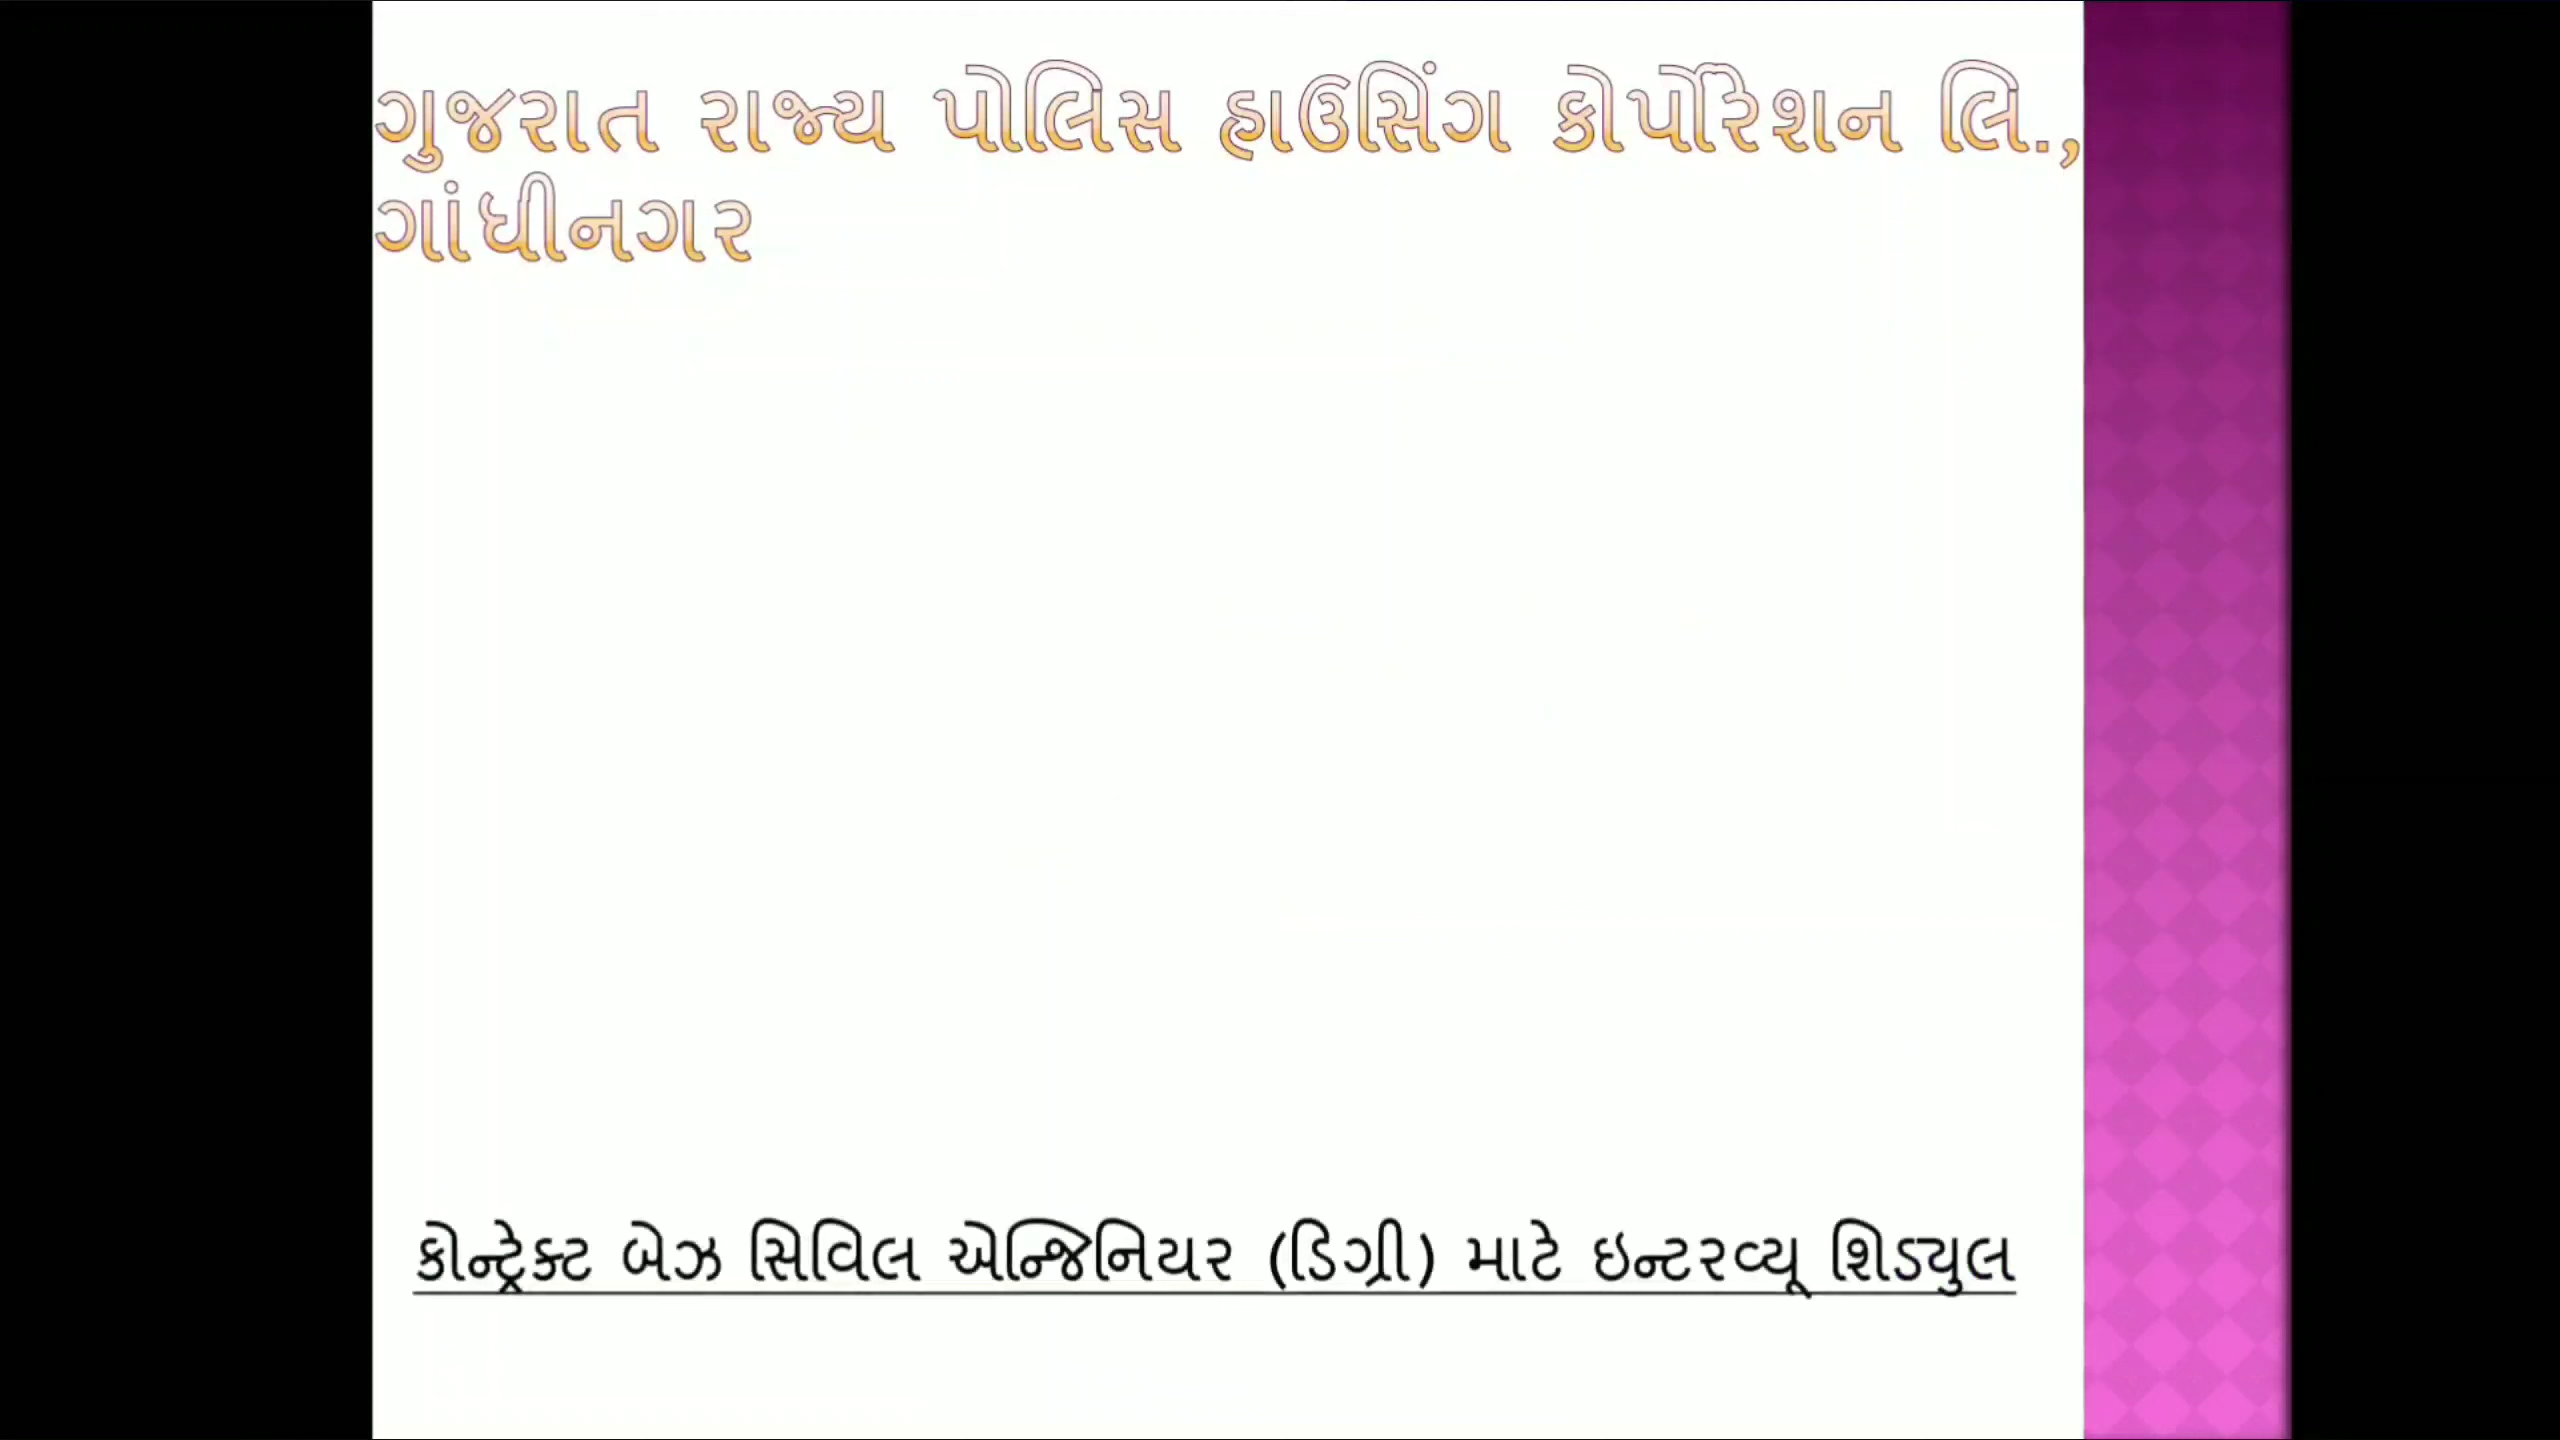 ગુજરાત રાજ્ય પોલિસ હાઉસિંગ કોર્પોરેશન લિ.,
ગાંધીનગર
કોન્ટ્રેક્ટ બેઝ સિવિલ એન્જિનિયર (ડિગ્રી) માટે ઇન્ટરવ્યૂ શિડ્યુલ